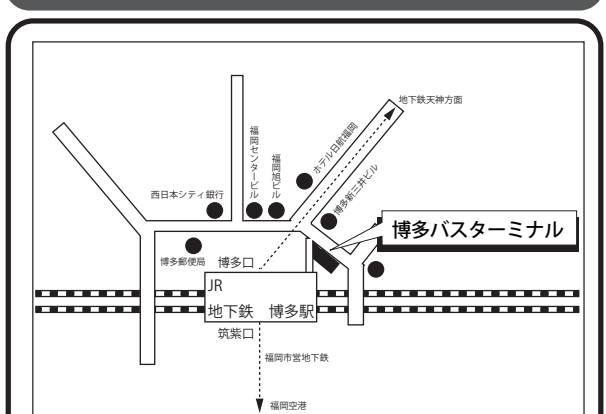 地下鉄天神方面
福岡センタービル
福岡旭ビル
ホテル日航福岡
博多新三井ビル
西日本シティ銀行
博多バスターミナル
博多郵便局
博多口
JR
地下鉄 博多駅
筑紫口
福岡市営地下鉄
福岡空港